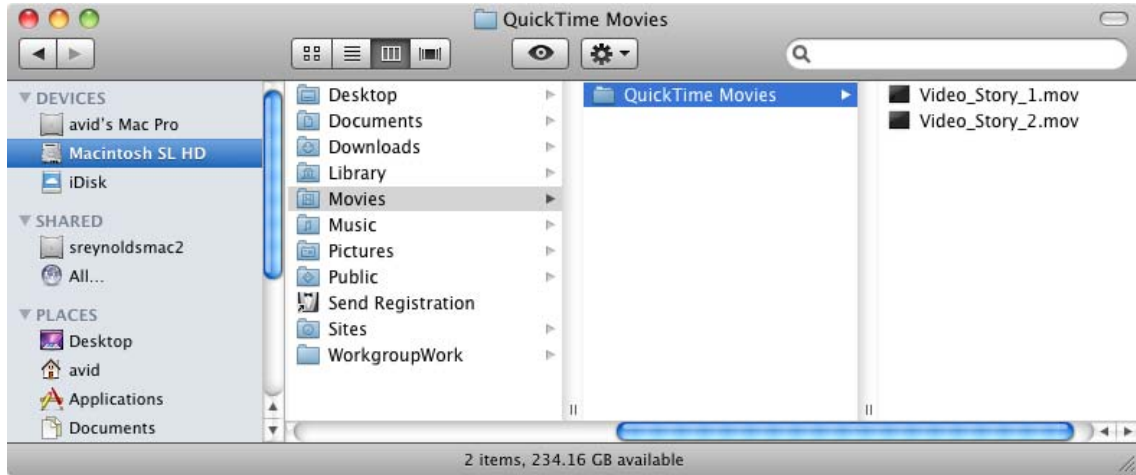 QuickTime Movies
DEVICES
avid's Mac Pro
Macintosh SL HD
iDisk
SHARED
sreynoldsmac2
All...
PLACES
Desktop
avid
Applications
Documents
Desktop
Documents
Downloads
Library
Movies
Music
Pictures
Public
Send Registration
Sites
WorkgroupWork
QuickTime Movies
Video_Story_1.mov
Video_Story_2.mov
2 items, 234.16 GB available